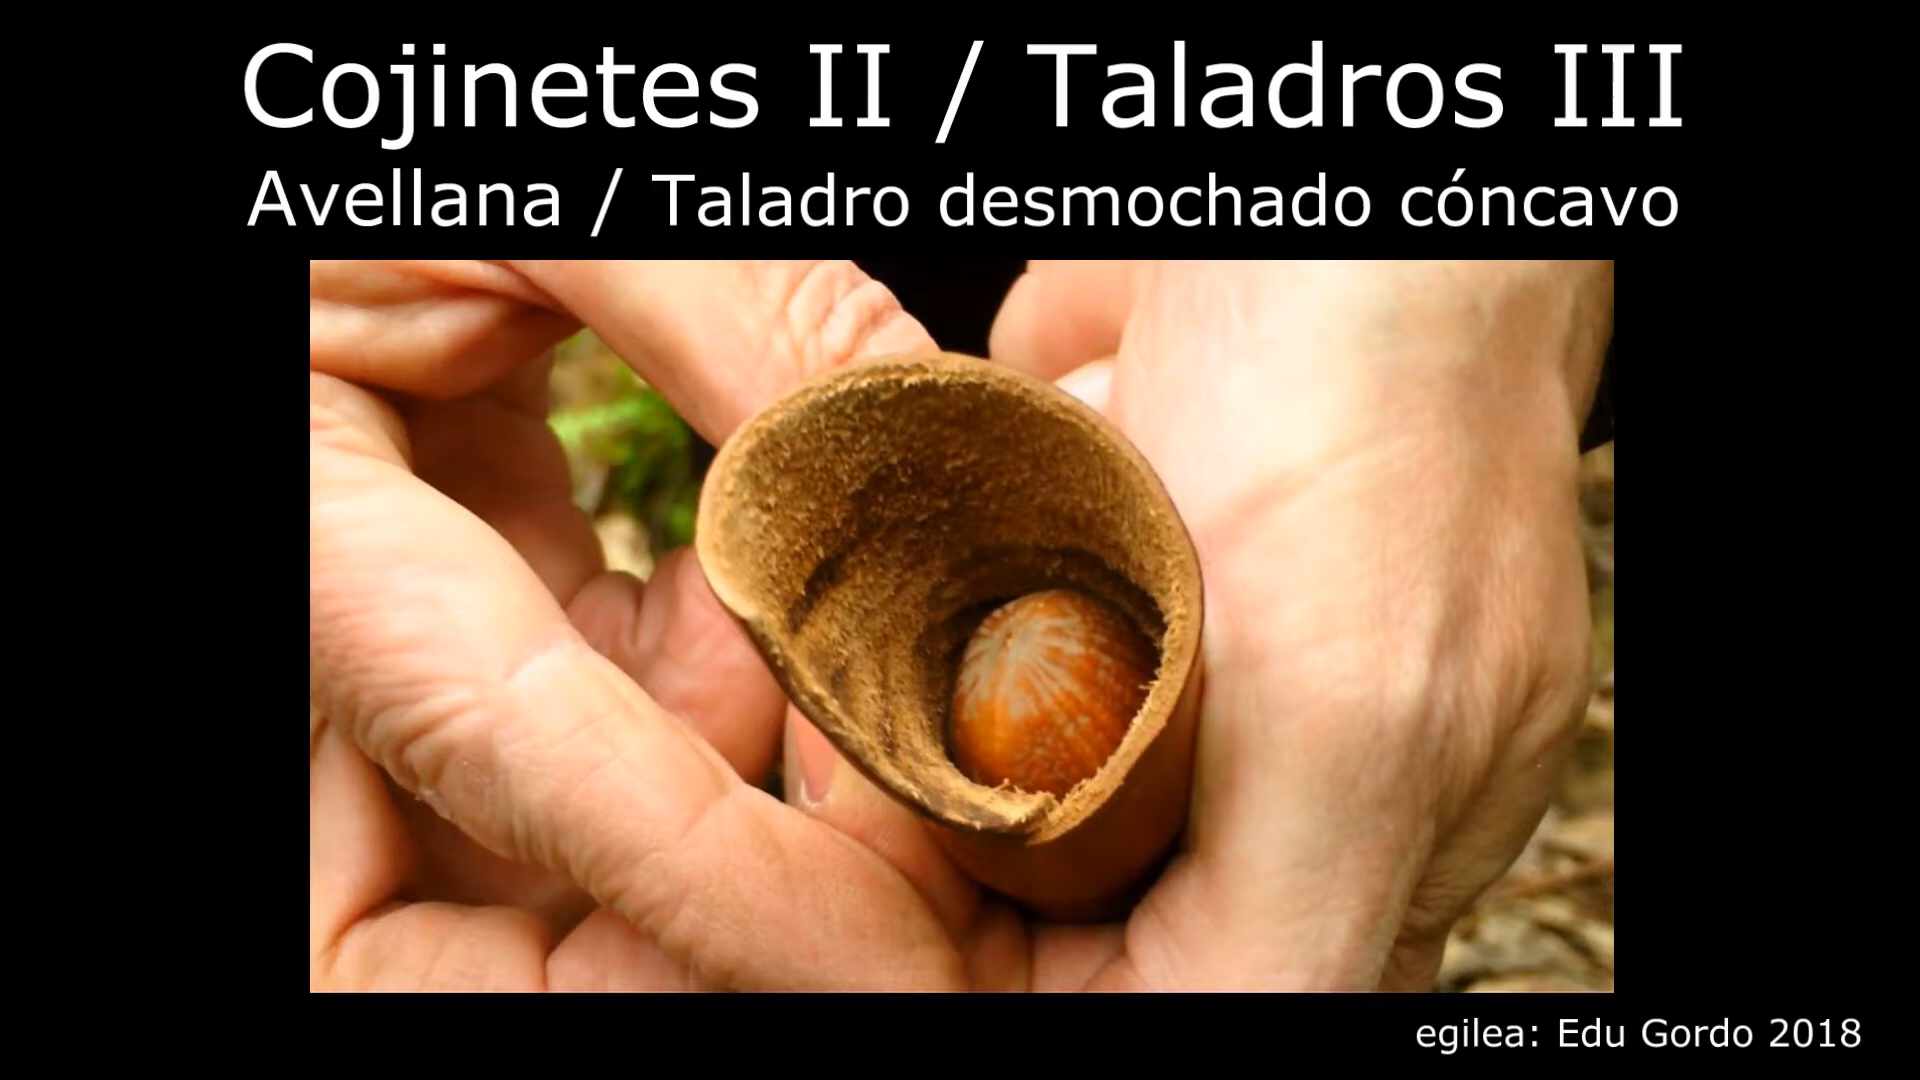 Cojinetes II / Taladros III
Avellana / Taladro desmochado cóncavo
egilea: Edu Gordo 2018